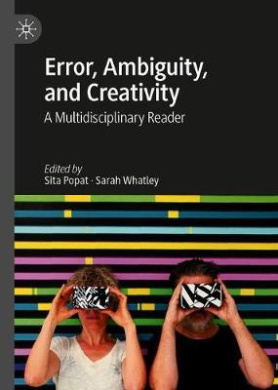 Error, Ambiguity,
and Creativity
A Multidisciplinary Reader
Edited by
Sita Popat · Sarah Whatley